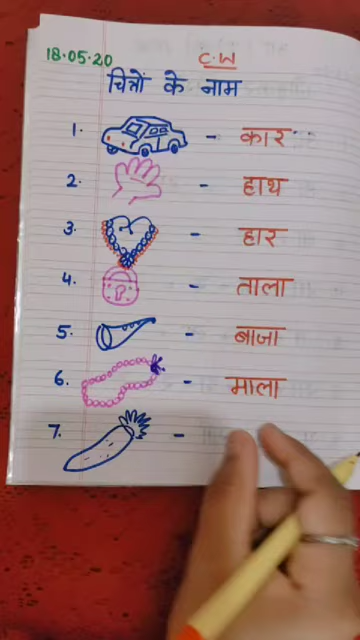 18.05.20 C.W
चित्रों के नाम
1. - कार
2. - हाथ
3. - हार
4. - ताला
5. - बाजा
6. - माला
7. -